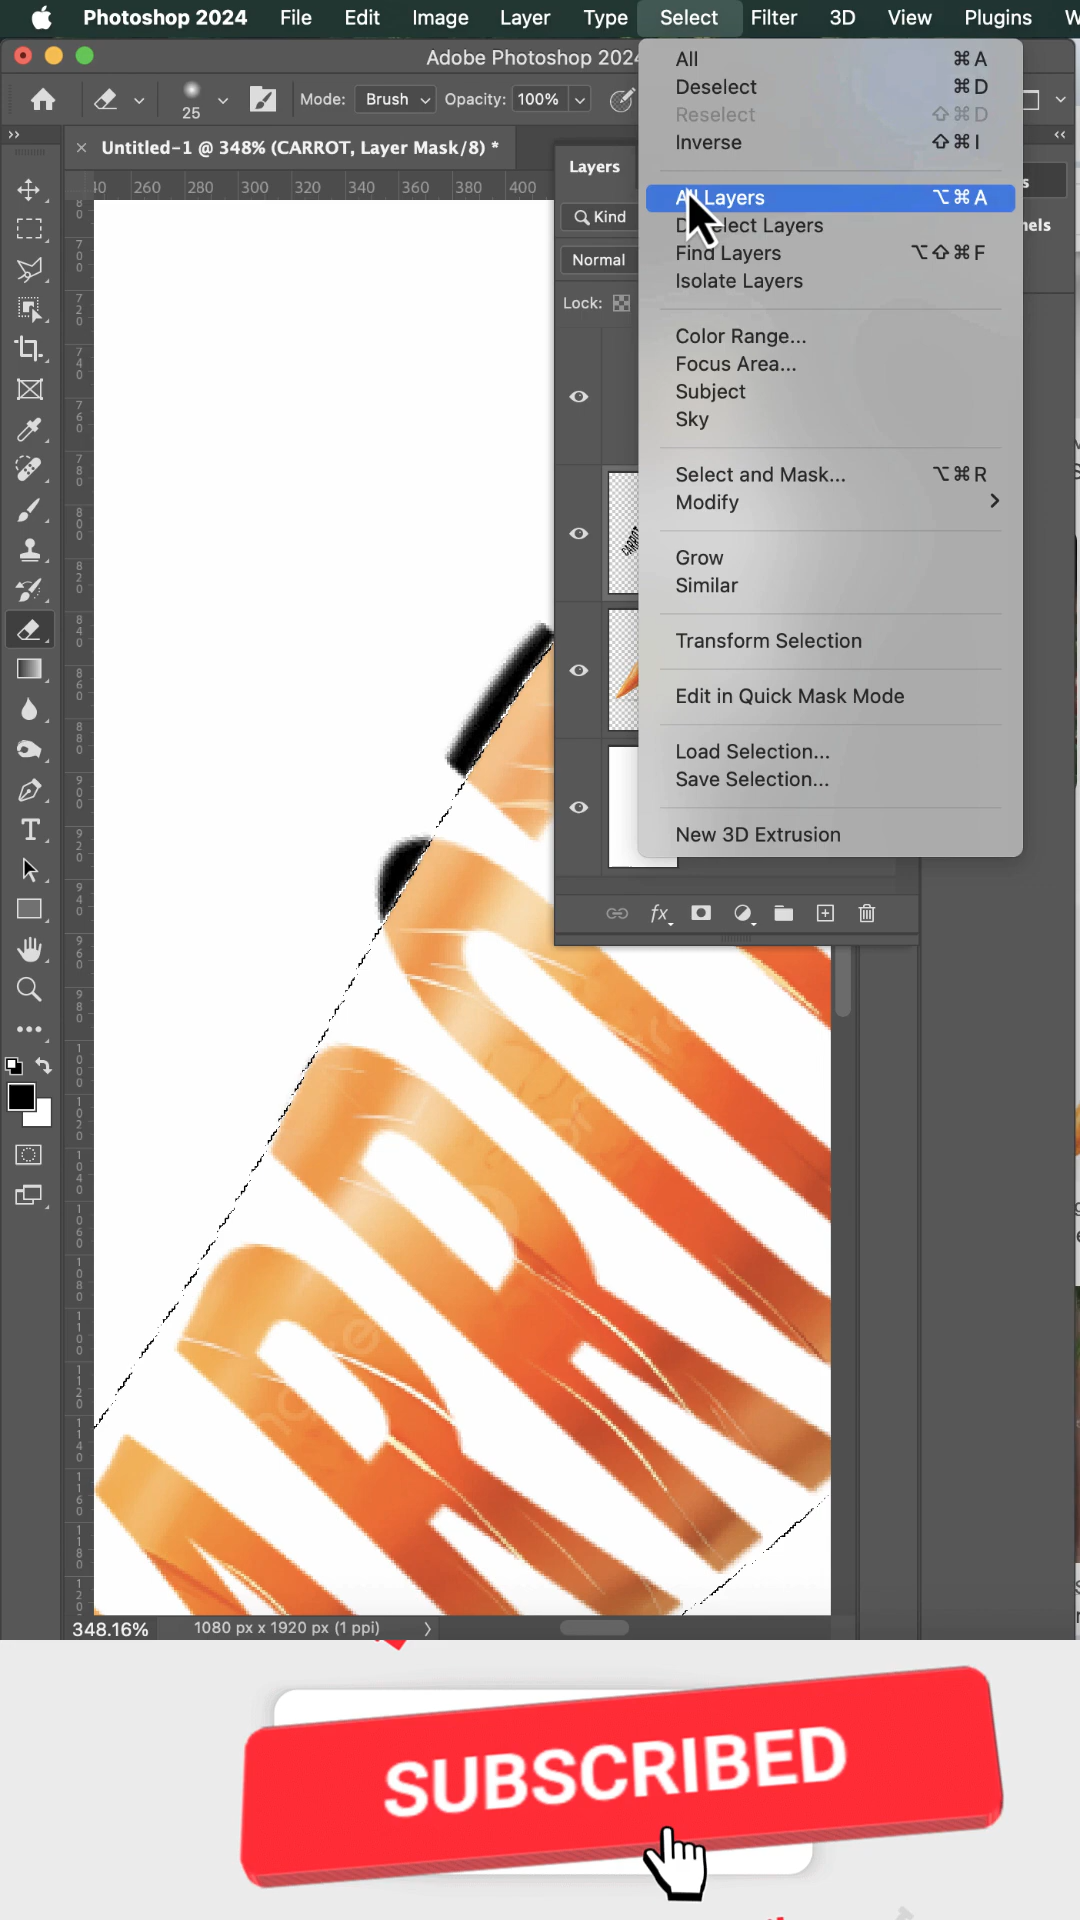 Photoshop 2024 File Edit Image Layer Type Select Filter 3D View Plugins W
Adobe Photoshop 2024
25 Mode: Brush Opacity: 100%
× Untitled-1 @ 348% (CARROT, Layer Mask/8) *
260 280 300 320 340 360 380 400
Layers
Kind
Normal
Lock:
All ⌘A
Deselect ⌘D
Reselect ⇧⌘D
Inverse ⇧⌘I
All Layers ⌥⌘A
Deselect Layers
Find Layers ⌥⇧⌘F
Isolate Layers
Color Range...
Focus Area...
Subject
Sky
Select and Mask... ⌥⌘R
Modify
Grow
Similar
Transform Selection
Edit in Quick Mask Mode
Load Selection...
Save Selection...
New 3D Extrusion
CARROT
fx
348.16% 1080 px x 1920 px (1 ppi)
SUBSCRIBED